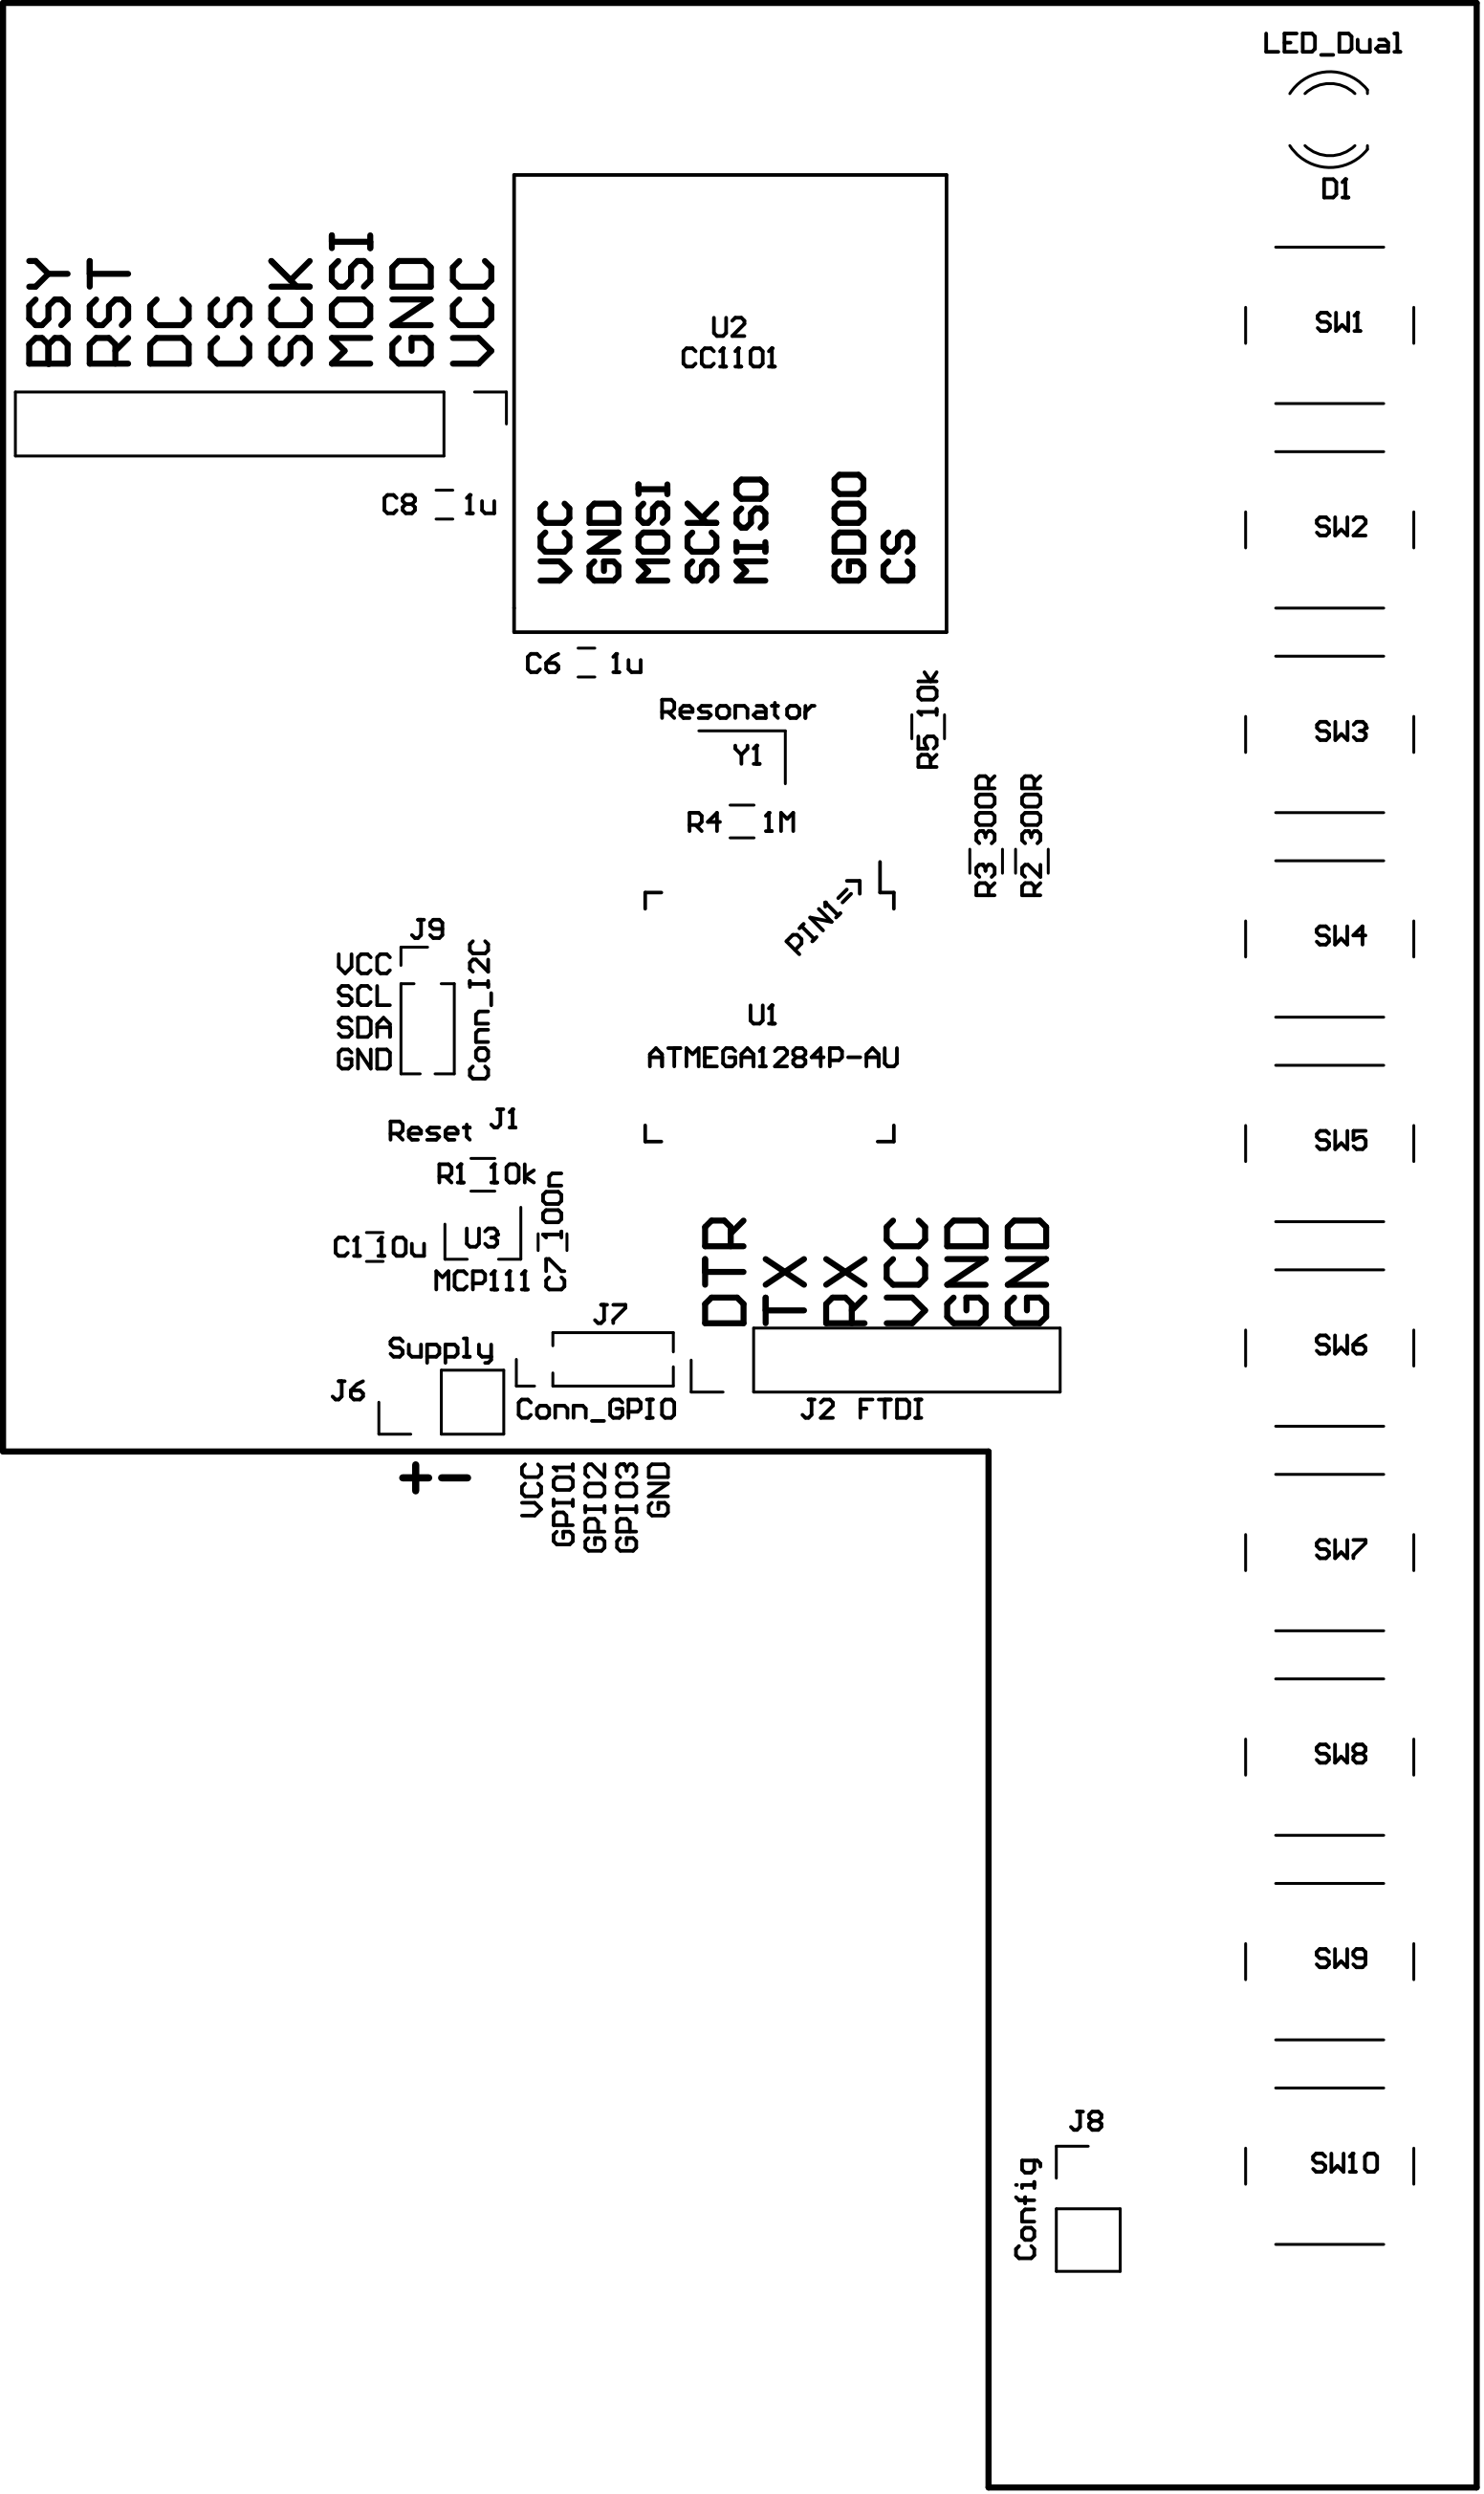 LED_Dual
D1
BSY
RST
DC
CS
SCK
MOSI
GND
VCC
U2
CC1101
SW1
C8 1u
VCC
GND
MOSI
SCK
MISO
GDO0
CS
SW2
C6 1u
Resonator
Y1
R5 10k
SW3
R4 1M
R3 300R
R2 300R
PIN1=
J9
VCC
SCL
SDA
GND
Conn_I2C
SW4
U1
ATMEGA1284P-AU
J1
Reset
R1 10k
SW5
C1 10u
U3
MCP111
C7 100n
DTR
TX
RX
VCC
GND
GND
J7
Supply
J6
Conn_GPIO
J2 FTDI
SW6
+ -
VCC
GPIO1
GPIO2
GPIO3
GND
SW7
SW8
SW9
J8
Config
SW10